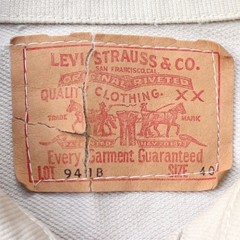 LEVI STRAUSS & CO.
SAN FRANCISCO, CAL.
ORIGINAL RIVETED
QUALITY CLOTHING. XX
TRADE MARK
Every Garment Guaranteed
LOT SIZE 40